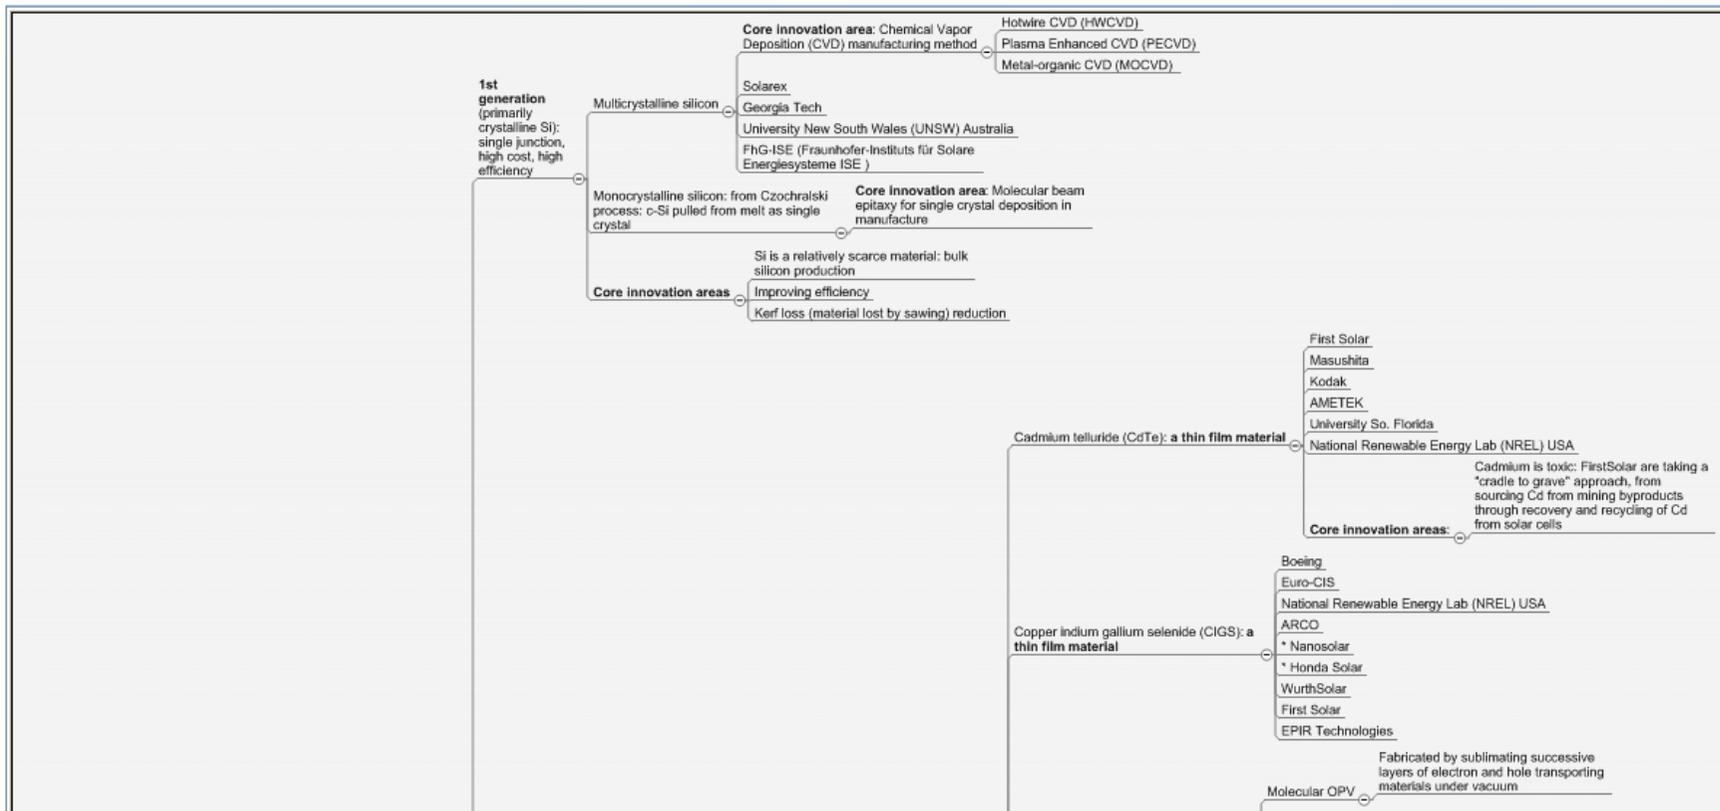 1st
generation
(primarily
crystalline Si):
single junction,
high cost, high
efficiency
Multicrystalline silicon
Core innovation area: Chemical Vapor
Deposition (CVD) manufacturing method
Hotwire CVD (HWCVD)
Plasma Enhanced CVD (PECVD)
Metal-organic CVD (MOCVD)
Solarex
Georgia Tech
University New South Wales (UNSW) Australia
FhG-ISE (Fraunhofer-Instituts für Solare
Energiesysteme ISE )
Monocrystalline silicon: from Czochralski
process: c-Si pulled from melt as single
crystal
Core innovation area: Molecular beam
epitaxy for single crystal deposition in
manufacture
Core innovation areas
Si is a relatively scarce material: bulk
silicon production
Improving efficiency
Kerf loss (material lost by sawing) reduction
Cadmium telluride (CdTe): a thin film material
First Solar
Masushita
Kodak
AMETEK
University So. Florida
National Renewable Energy Lab (NREL) USA
Core innovation areas:
Cadmium is toxic: FirstSolar are taking a
"cradle to grave" approach, from
sourcing Cd from mining byproducts
through recovery and recycling of Cd
from solar cells
Copper indium gallium selenide (CIGS): a
thin film material
Boeing
Euro-CIS
National Renewable Energy Lab (NREL) USA
ARCO
* Nanosolar
* Honda Solar
WurthSolar
First Solar
EPIR Technologies
Molecular OPV
Fabricated by sublimating successive
layers of electron and hole transporting
materials under vacuum